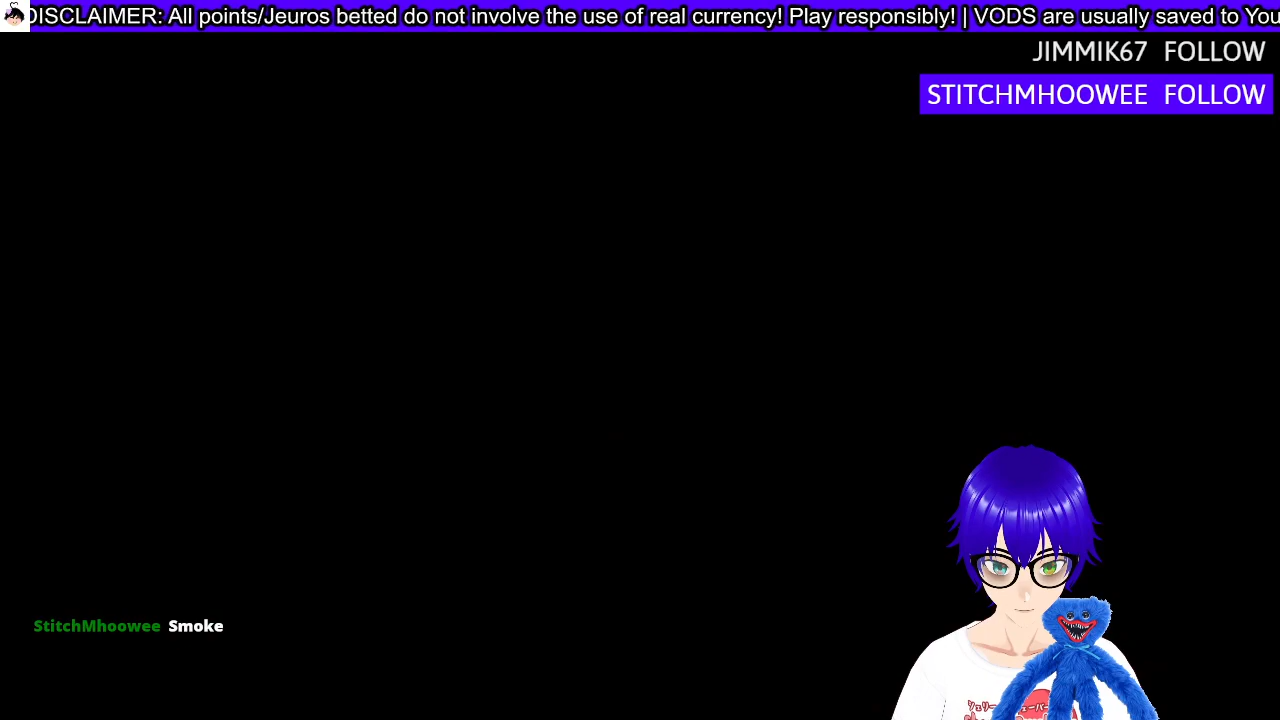 DISCLAIMER: All points/Jeuros betted do not involve the use of real currency! Play responsibly! | VODS are usually saved to You
JIMMIK67 FOLLOW
STITCHMHOOWEE FOLLOW
StitchMhoowee Smoke